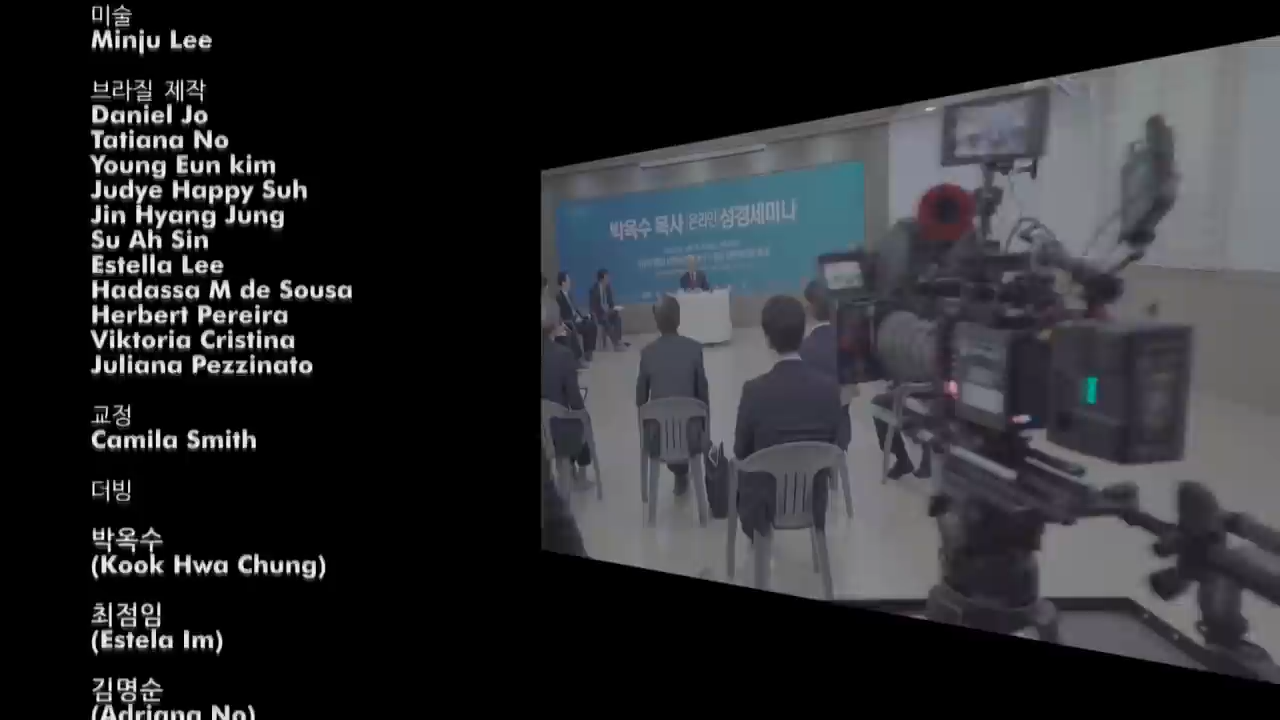 미술
Minju Lee
브라질 제작
Daniel Jo
Tatiana No
Young Eun kim
Judye Happy Suh
Jin Hyang Jung
Su Ah Sin
Estella Lee
Hadassa M de Sousa
Herbert Pereira
Viktoria Cristina
Juliana Pezzinato
교정
Camila Smith
더빙
박옥수
(Kook Hwa Chung)
최점임
(Estela Im)
김명순
(Adriana No)
박옥수 목사 온라인 성경세미나